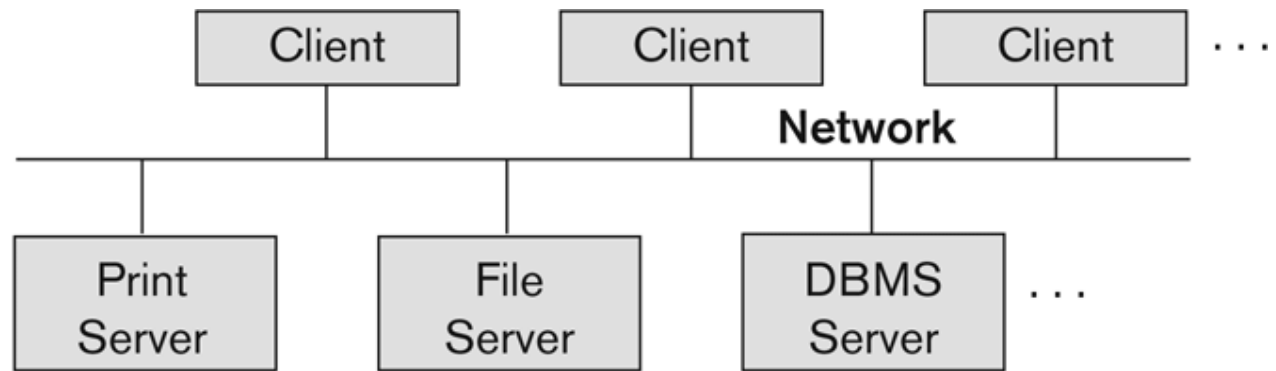 Client Client Client . . .
Network
Print File DBMS . . .
Server Server Server